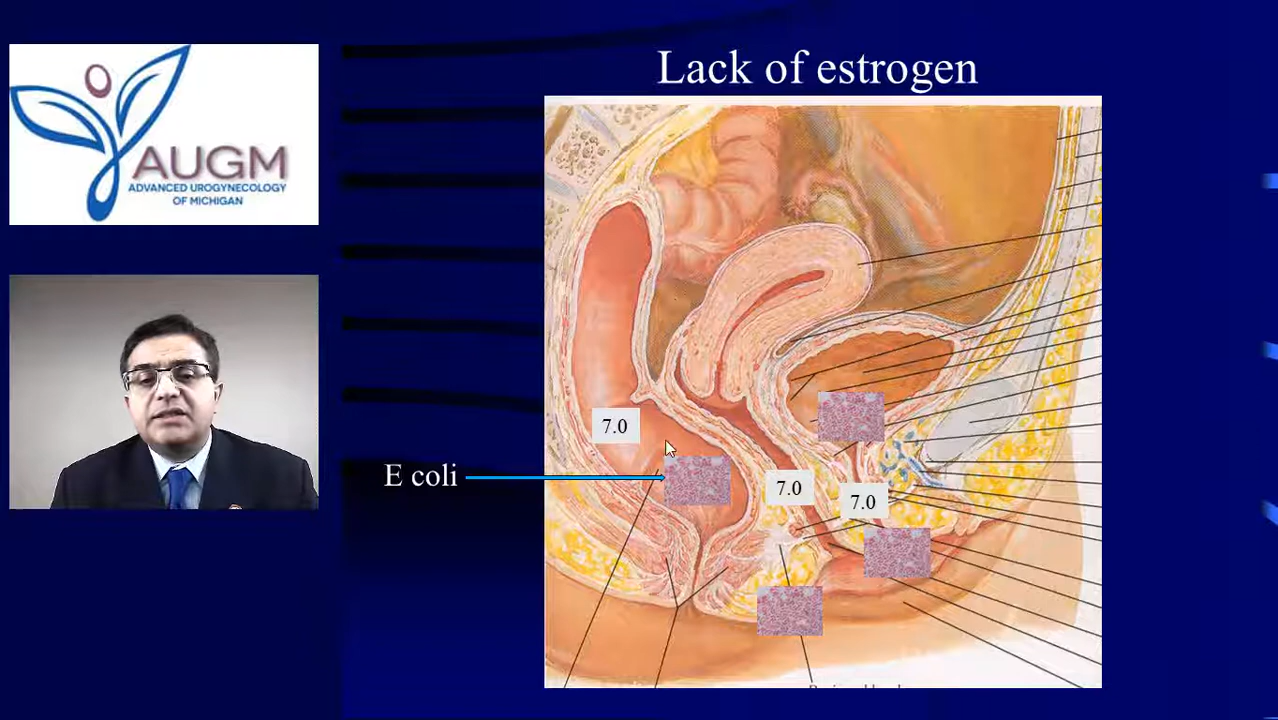 Lack of estrogen
AUGM
ADVANCED UROGYNECOLOGY
OF MICHIGAN
7.0
E coli
7.0
7.0